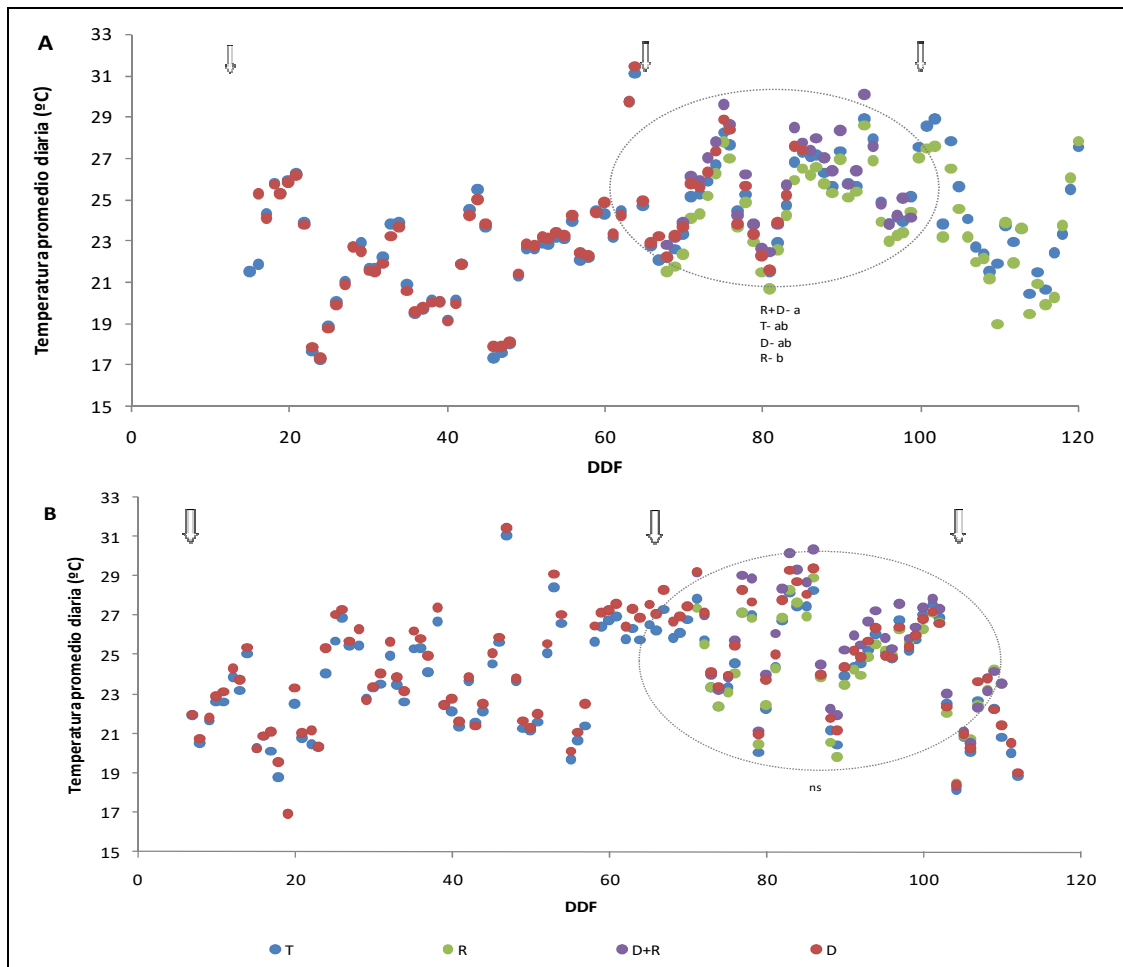 A
Temperatura promedio diaria (ºC)
33
31
29
27
25
23
21
19
17
15
0 20 40 60 80 100 120
DDF
R+D- a
T- ab
D- ab
R- b
B
Temperatura promedio diaria (ºC)
33
31
29
27
25
23
21
19
17
15
0 20 40 60 80 100 120
DDF
ns
T R D+R D